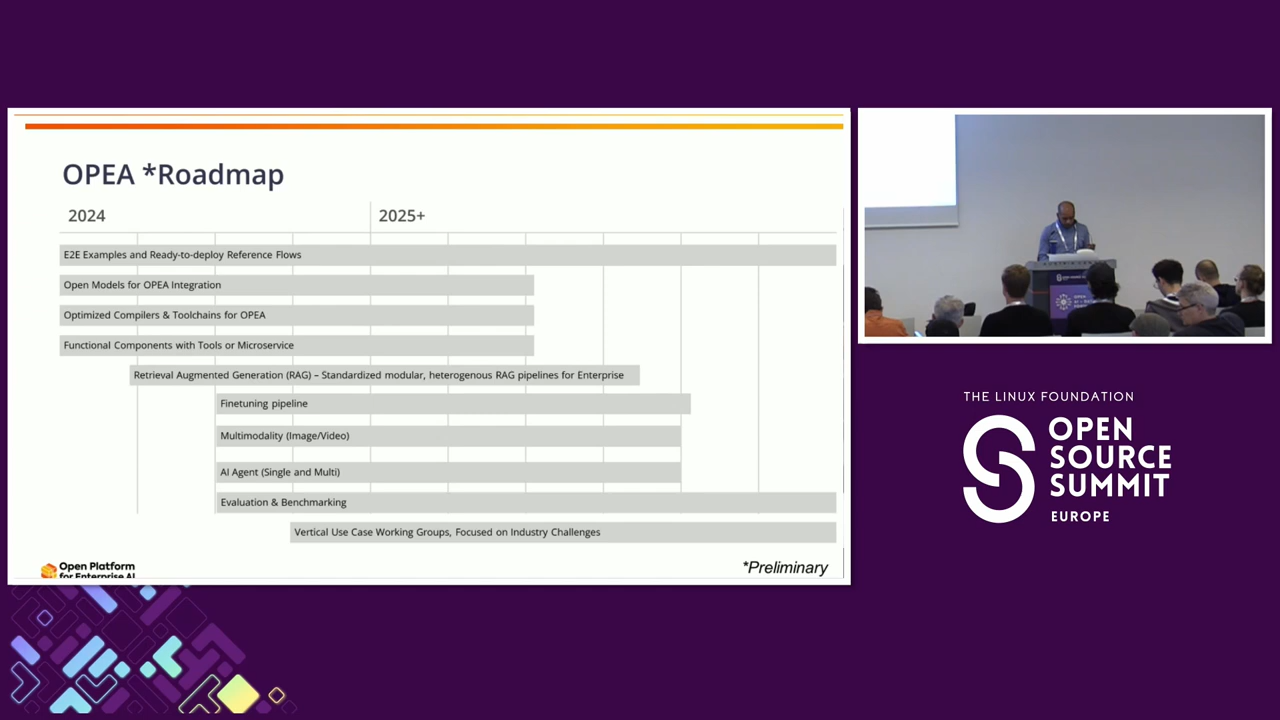 OPEA *Roadmap
2024
2025+
E2E Examples and Ready-to-deploy Reference Flows
Open Models for OPEA Integration
Optimized Compilers & Toolchains for OPEA
Functional Components with Tools or Microservice
Retrieval Augmented Generation (RAG) – Standardized modular, heterogenous RAG pipelines for Enterprise
Finetuning pipeline
Multimodality (Image/Video)
AI Agent (Single and Multi)
Evaluation & Benchmarking
Vertical Use Case Working Groups, Focused on Industry Challenges
Open Platform
for Enterprise AI
*Preliminary
THE LINUX FOUNDATION
OPEN
SOURCE
SUMMIT
EUROPE